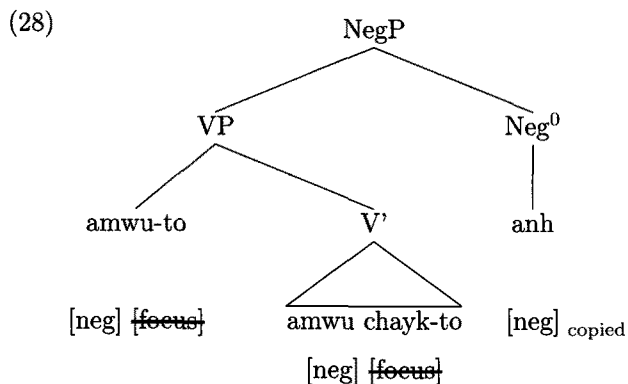 (28)
NegP
VP Neg⁰
amwu-to V' anh
[neg] [focus] amwu chayk-to [neg] copied
[neg] [focus]